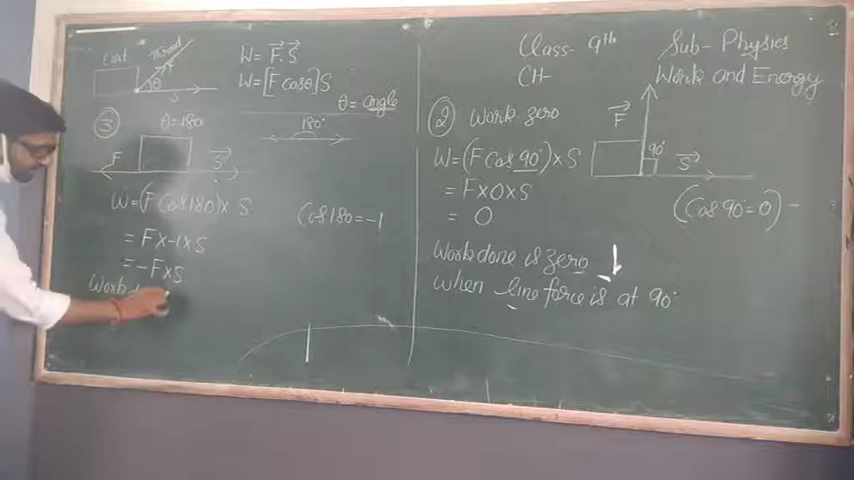 Class- 9th Sub- Physics
CH- Work and Energy
Cart Thread
θ
S
W= F.S
W=[F cosθ]S
θ= angle
③ θ=180
180°
F S
W=(F Cos180)×S
(Cos180=-1
= F×-1×S
= -F×S
Work
② Work zero
F
90°
S
W=(F Cos 90°)×S
= F×0×S
= 0
(Cos 90°=0)
Work done is zero
when line force is at 90°